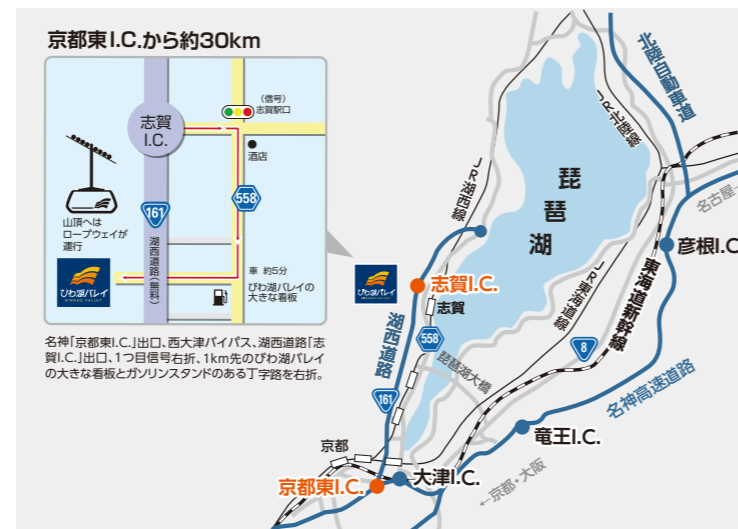 京都東I.C.から約30km
志賀
I.C.
(信号)
志賀駅口
酒店
558
161
山頂へは
ロープウェイが
運行
湖西道路(無料)
車 約5分
びわ湖バレイの
大きな看板
びわ湖バレイ
BIWAKO VALLEY
名神「京都東I.C.」出口、西大津バイパス、湖西道路「志
賀I.C.」出口、1つ目信号右折、1km先のびわ湖バレイ
の大きな看板とガソリンスタンドのある丁字路を右折。
北陸自動車道
JR北陸線
JR湖西線
琵琶湖
名古屋→
彦根I.C.
びわ湖バレイ
志賀I.C.
志賀
湖西道路
558
琵琶湖大橋
JR東海道線
東海道新幹線
8
名神高速道路
161
竜王I.C.
京都
大津I.C.
京都東I.C.
←京都・大阪